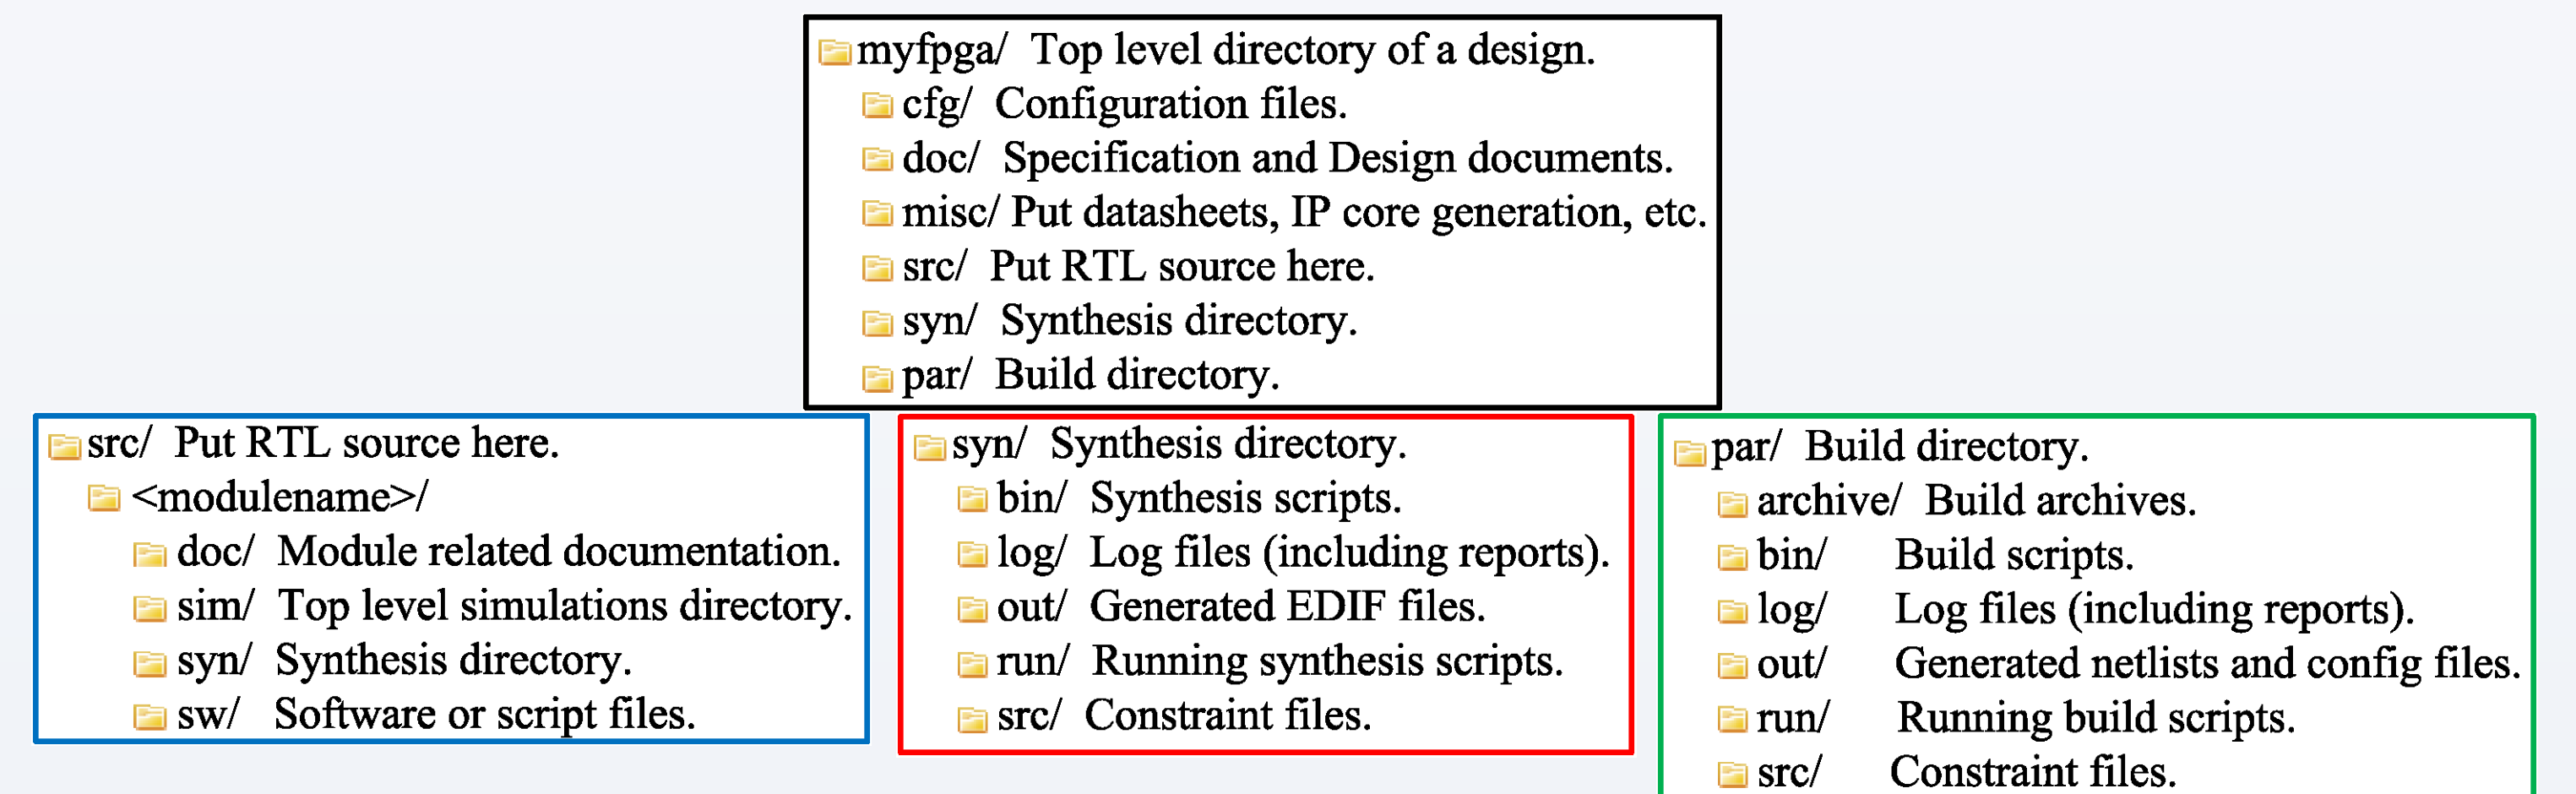 myfpga/ Top level directory of a design.
cfg/ Configuration files.
doc/ Specification and Design documents.
misc/ Put datasheets, IP core generation, etc.
src/ Put RTL source here.
syn/ Synthesis directory.
par/ Build directory.
src/ Put RTL source here.
<modulename>/
doc/ Module related documentation.
sim/ Top level simulations directory.
syn/ Synthesis directory.
sw/ Software or script files.
syn/ Synthesis directory.
bin/ Synthesis scripts.
log/ Log files (including reports).
out/ Generated EDIF files.
run/ Running synthesis scripts.
src/ Constraint files.
par/ Build directory.
archive/ Build archives.
bin/ Build scripts.
log/ Log files (including reports).
out/ Generated netlists and config files.
run/ Running build scripts.
src/ Constraint files.